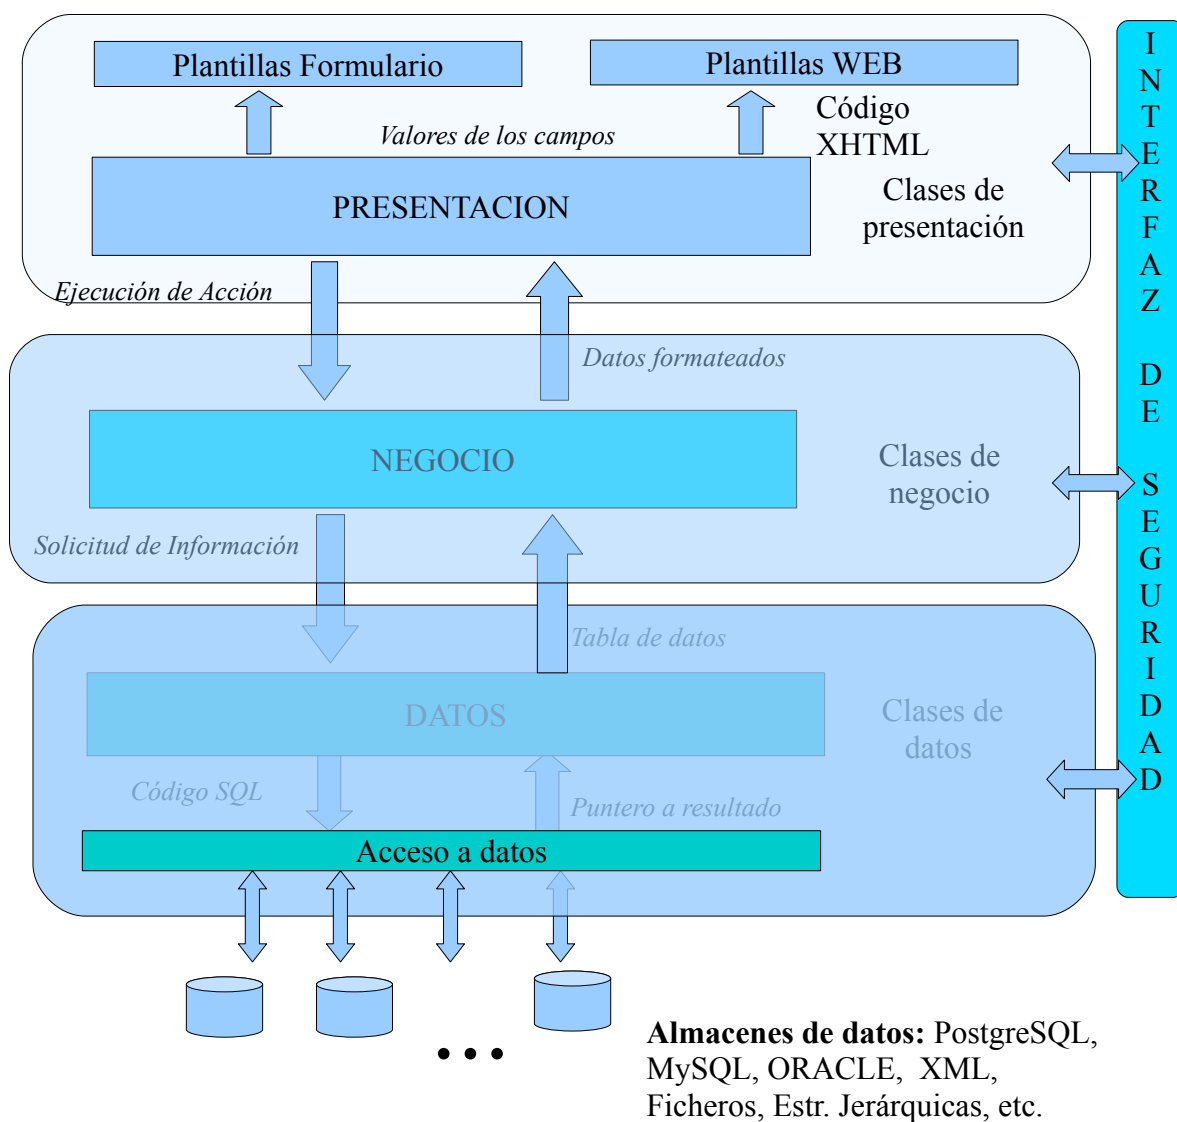 Plantillas Formulario
Plantillas WEB
Código
XHTML
Valores de los campos
PRESENTACION
Clases de
presentación
Ejecución de Acción
Datos formateados
NEGOCIO
Clases de
negocio
Solicitud de Información
Tabla de datos
DATOS
Clases de
datos
Código SQL
Puntero a resultado
Acceso a datos
Almacenes de datos: PostgreSQL,
MySQL, ORACLE, XML,
Ficheros, Estr. Jerárquicas, etc.
INTERFAZ DE SEGURIDAD